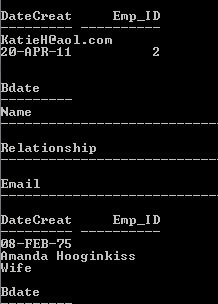 DateCreat Emp_ID
KatieH@aol.com
20-APR-11 2
Bdate
Name
Relationship
Email
DateCreat Emp_ID
08-FEB-75
Amanda Hooginkiss
Wife
Bdate